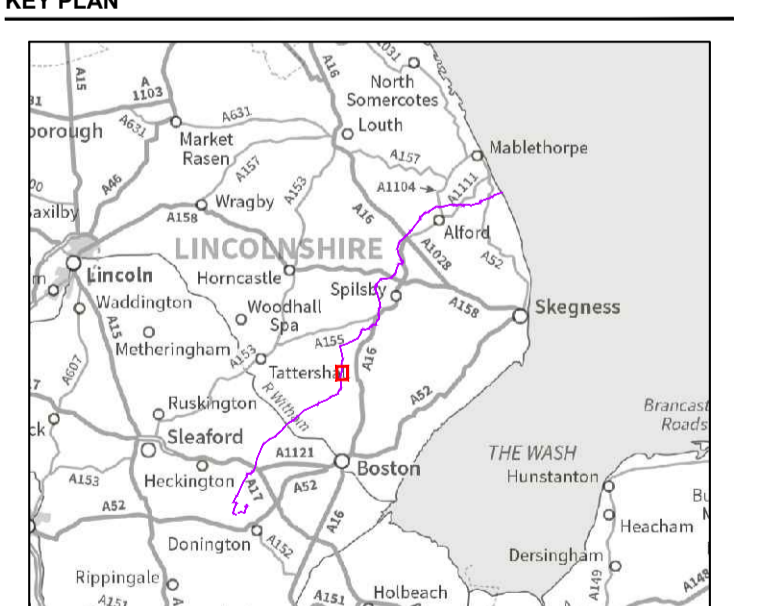 KEY PLAN
A15
A16
1031
North
Somercotes
A
1103
A631
A631
Louth
Market
Rasen
A157
A157
Mablethorpe
A1104
A1111
A46
A153
Wragby
A158
A16
Alford
LINCOLNSHIRE
A1028
A52
Lincoln
Horncastle
Spilsby
Waddington
Woodhall
Spa
A158
Skegness
A15
Metheringham
A155
A153
A16
Tattersha
A607
R Witham
A52
Ruskington
Brancast
Roads
Sleaford
THE WASH
A1121
Boston
Hunstanton
A153
Heckington
A17
A52
A52
A16
Heacham
Donington
A152
Dersingham
Rippingale
A149
A148
A151
A151
Holbeach